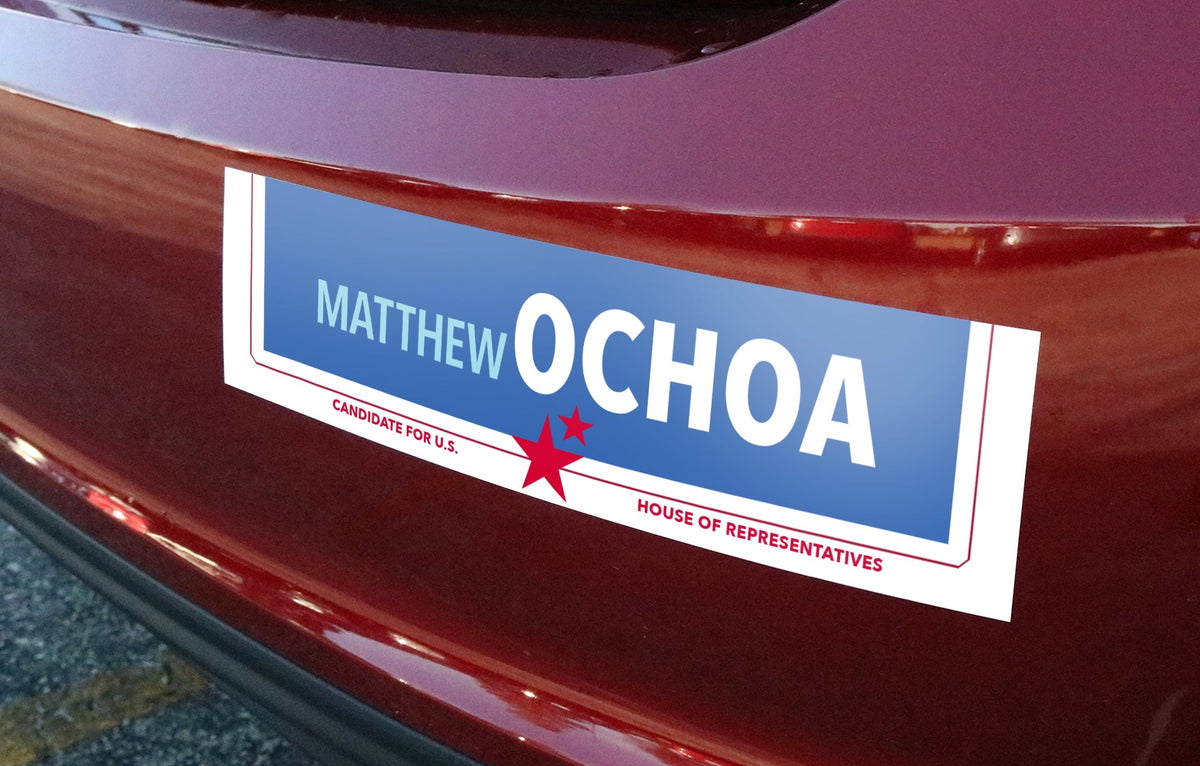 MATTHEW OCHOA
CANDIDATE FOR U.S. HOUSE OF REPRESENTATIVES